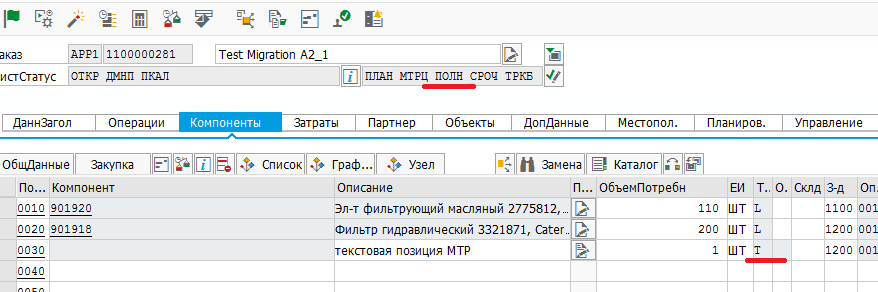 аказ APP1 1100000281 Test Migration A2_1
истСтатус ОТКР ДМНП ПКАЛ ПЛАН МТРЦ ПОЛН СРОЧ ТРКБ
ДаннЗагол Операции Компоненты Затраты Партнер Объекты ДопДанные Местопол. Планиров. Управление
ОбщДанные Закупка Список Граф... Узел Замена Каталог
По... Компонент Описание П... ОбъемПотребн ЕИ Т.. О. Склд З-д Оп.
0010 901920 Эл-т фильтрующий масляный 2775812,... 110 ШТ L 1100 001
0020 901918 Фильтр гидравлический 3321871, Cater... 200 ШТ L 1200 001
0030 текстовая позиция МТР 1 ШТ T 1200 001
0040
0050